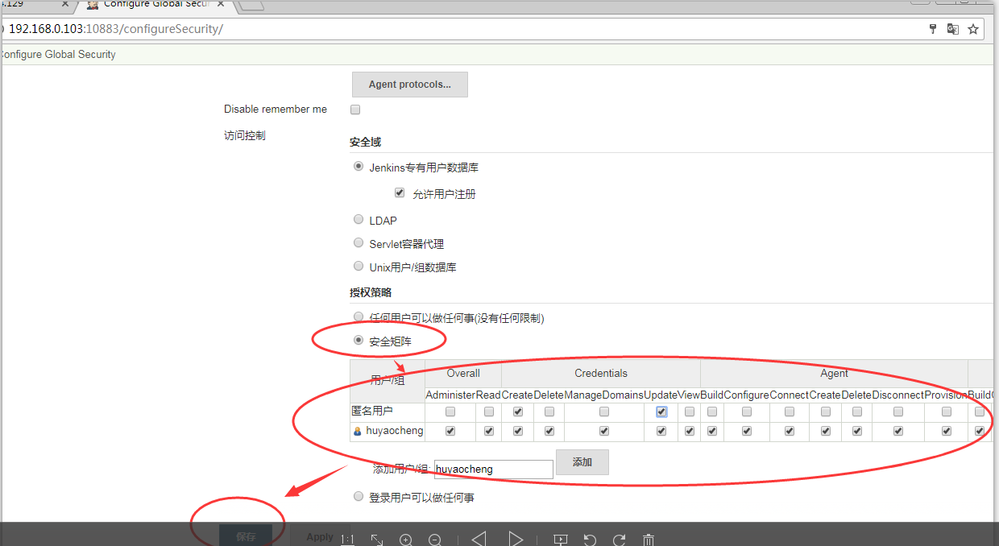 .129
Configure Global Secur
192.168.0.103:10883/configureSecurity/
onfigure Global Security
Agent protocols...
Disable remember me
访问控制
安全域
Jenkins专有用户数据库
允许用户注册
LDAP
Servlet容器代理
Unix用户/组数据库
授权策略
任何用户可以做任何事(没有任何限制)
安全矩阵
用户/组 Overall Credentials Agent
Administer Read Create Delete ManageDomains Update View Build Configure Connect Create Delete Disconnect Provision Build
匿名用户
huyaocheng
添加用户/组: huyaocheng 添加
登录用户可以做任何事
保存 Apply 1:1